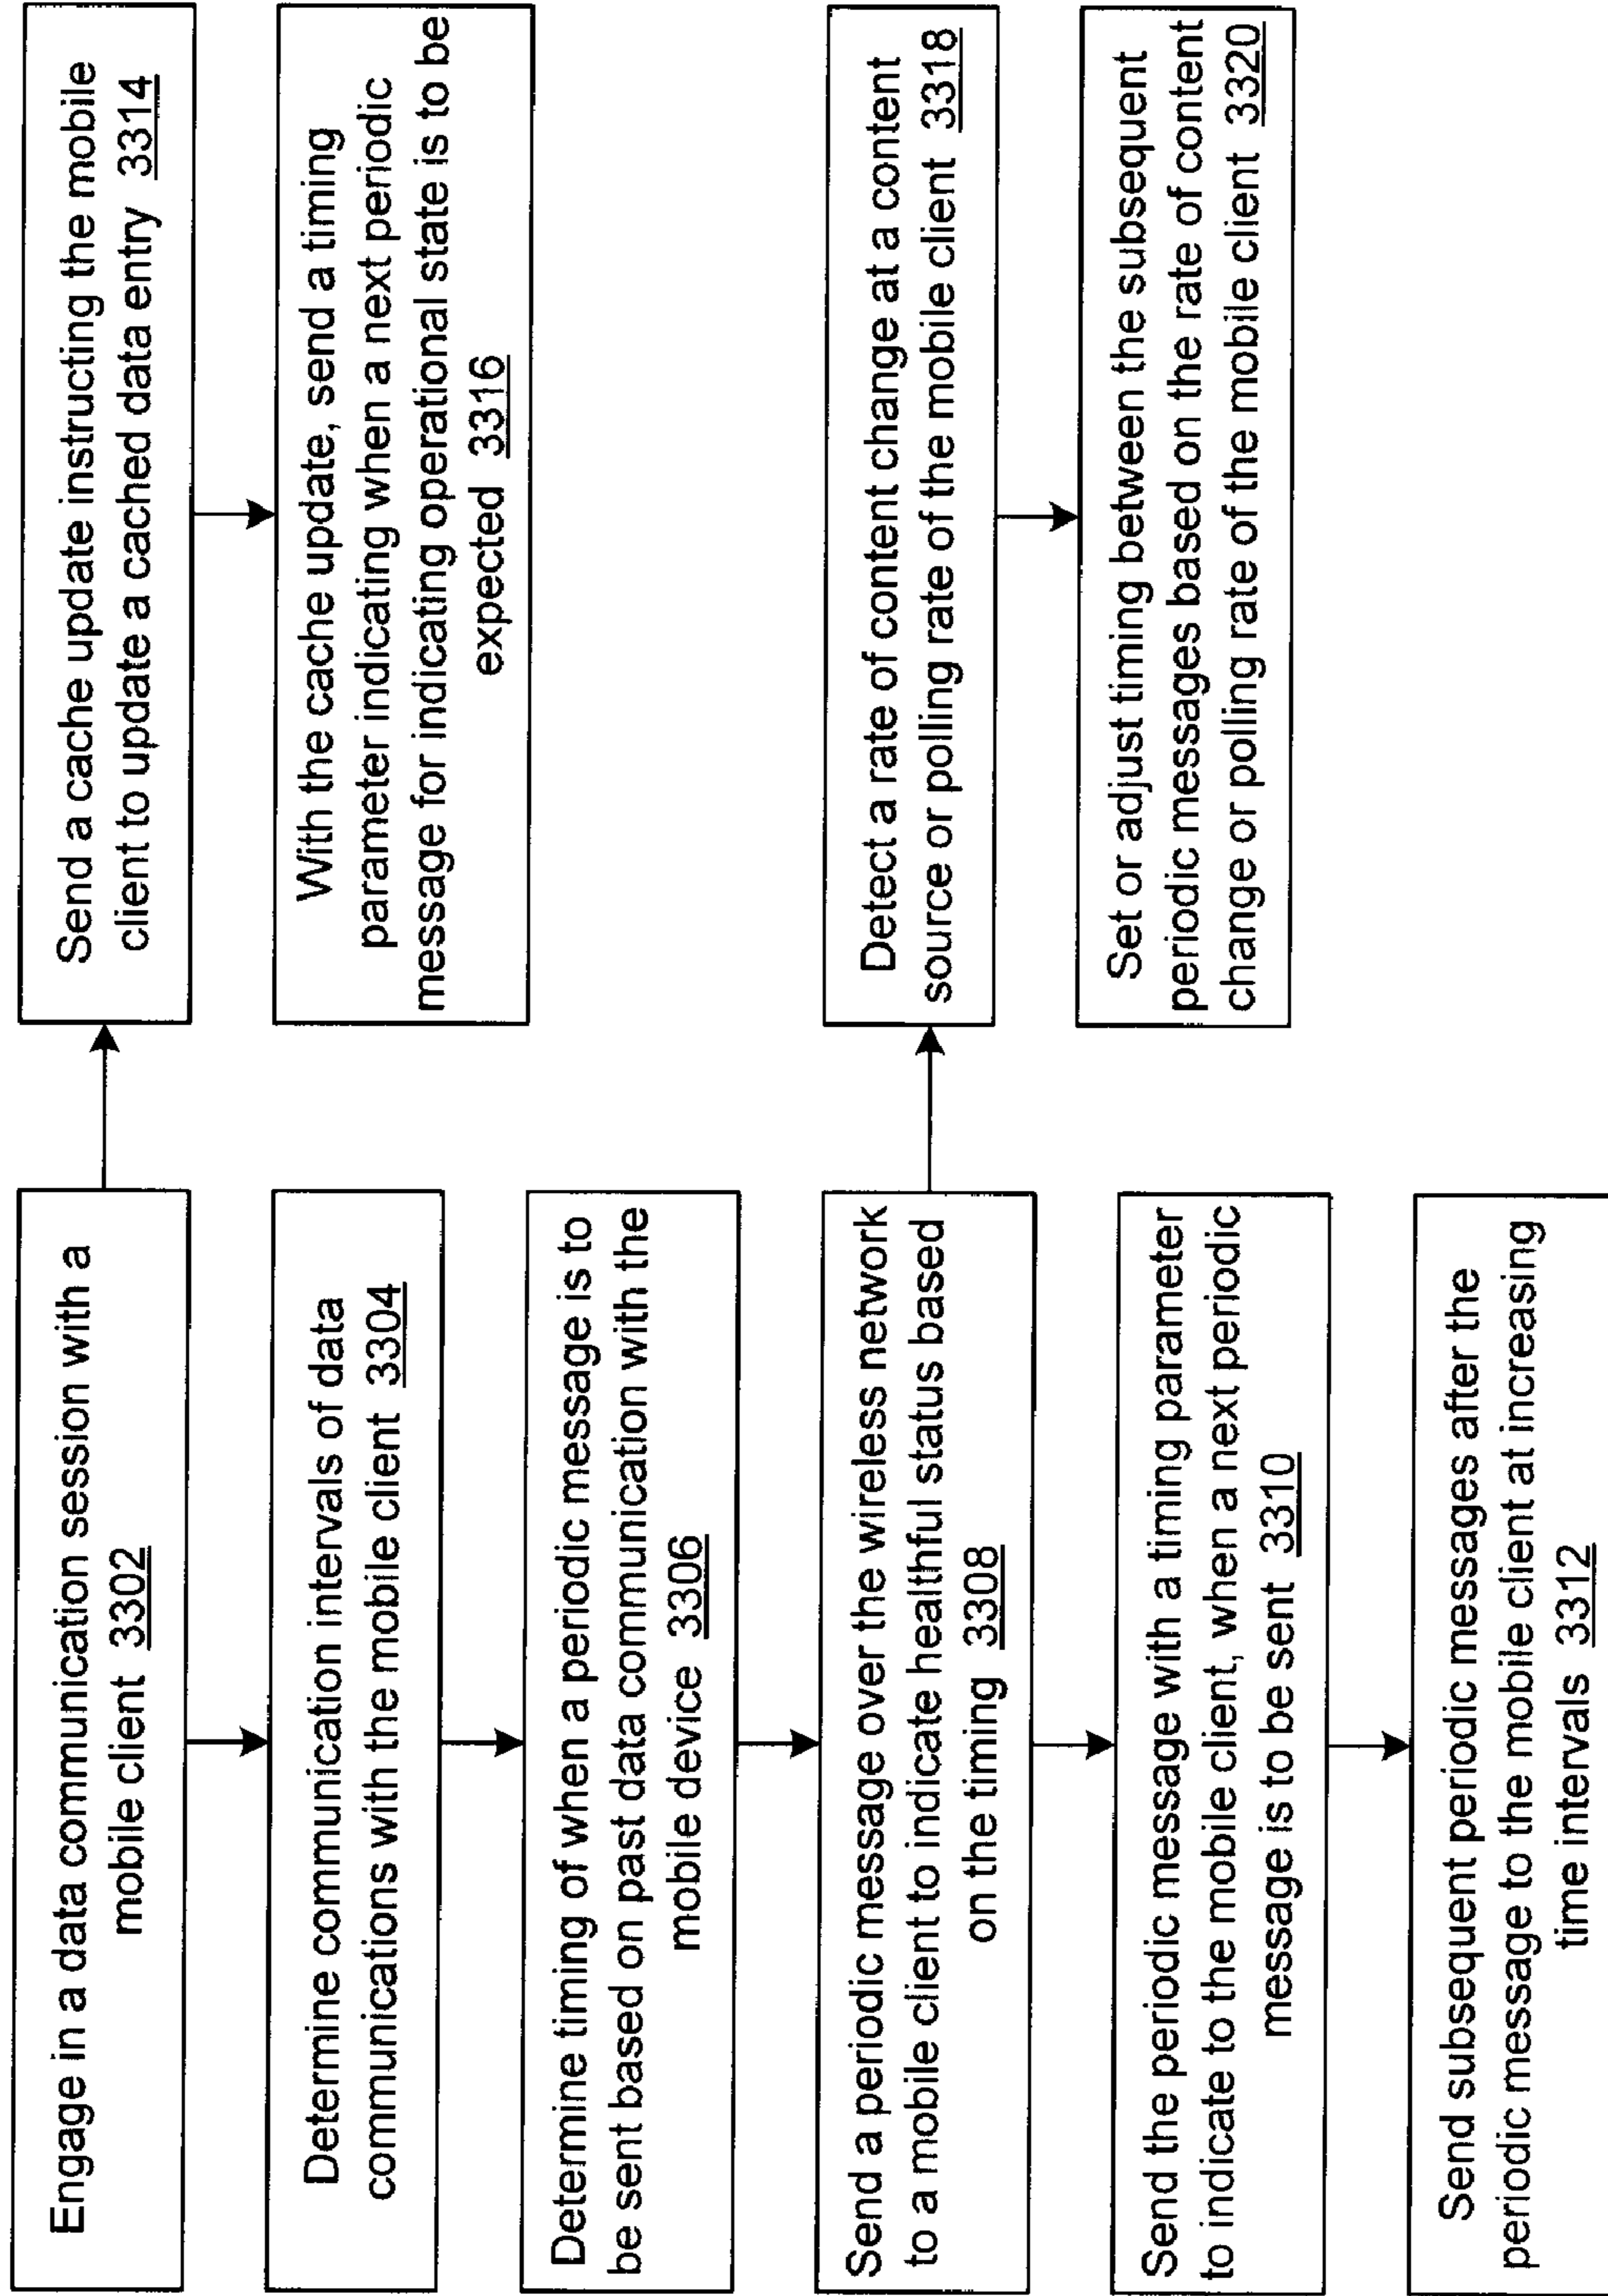 Engage in a data communication session with a
mobile client 3302
Determine communication intervals of data
communications with the mobile client 3304
Determine timing of when a periodic message is to
be sent based on past data communication with the
mobile device 3306
Send a periodic message over the wireless network
to a mobile client to indicate healthful status based
on the timing 3308
Send the periodic message with a timing parameter
to indicate to the mobile client, when a next periodic
message is to be sent 3310
Send subsequent periodic messages after the
periodic message to the mobile client at increasing
time intervals 3312
Send a cache update instructing the mobile
client to update a cached data entry 3314
With the cache update, send a timing
parameter indicating when a next periodic
message for indicating operational state is to be
expected 3316
Detect a rate of content change at a content
source or polling rate of the mobile client 3318
Set or adjust timing between the subsequent
periodic messages based on the rate of content
change or polling rate of the mobile client 3320